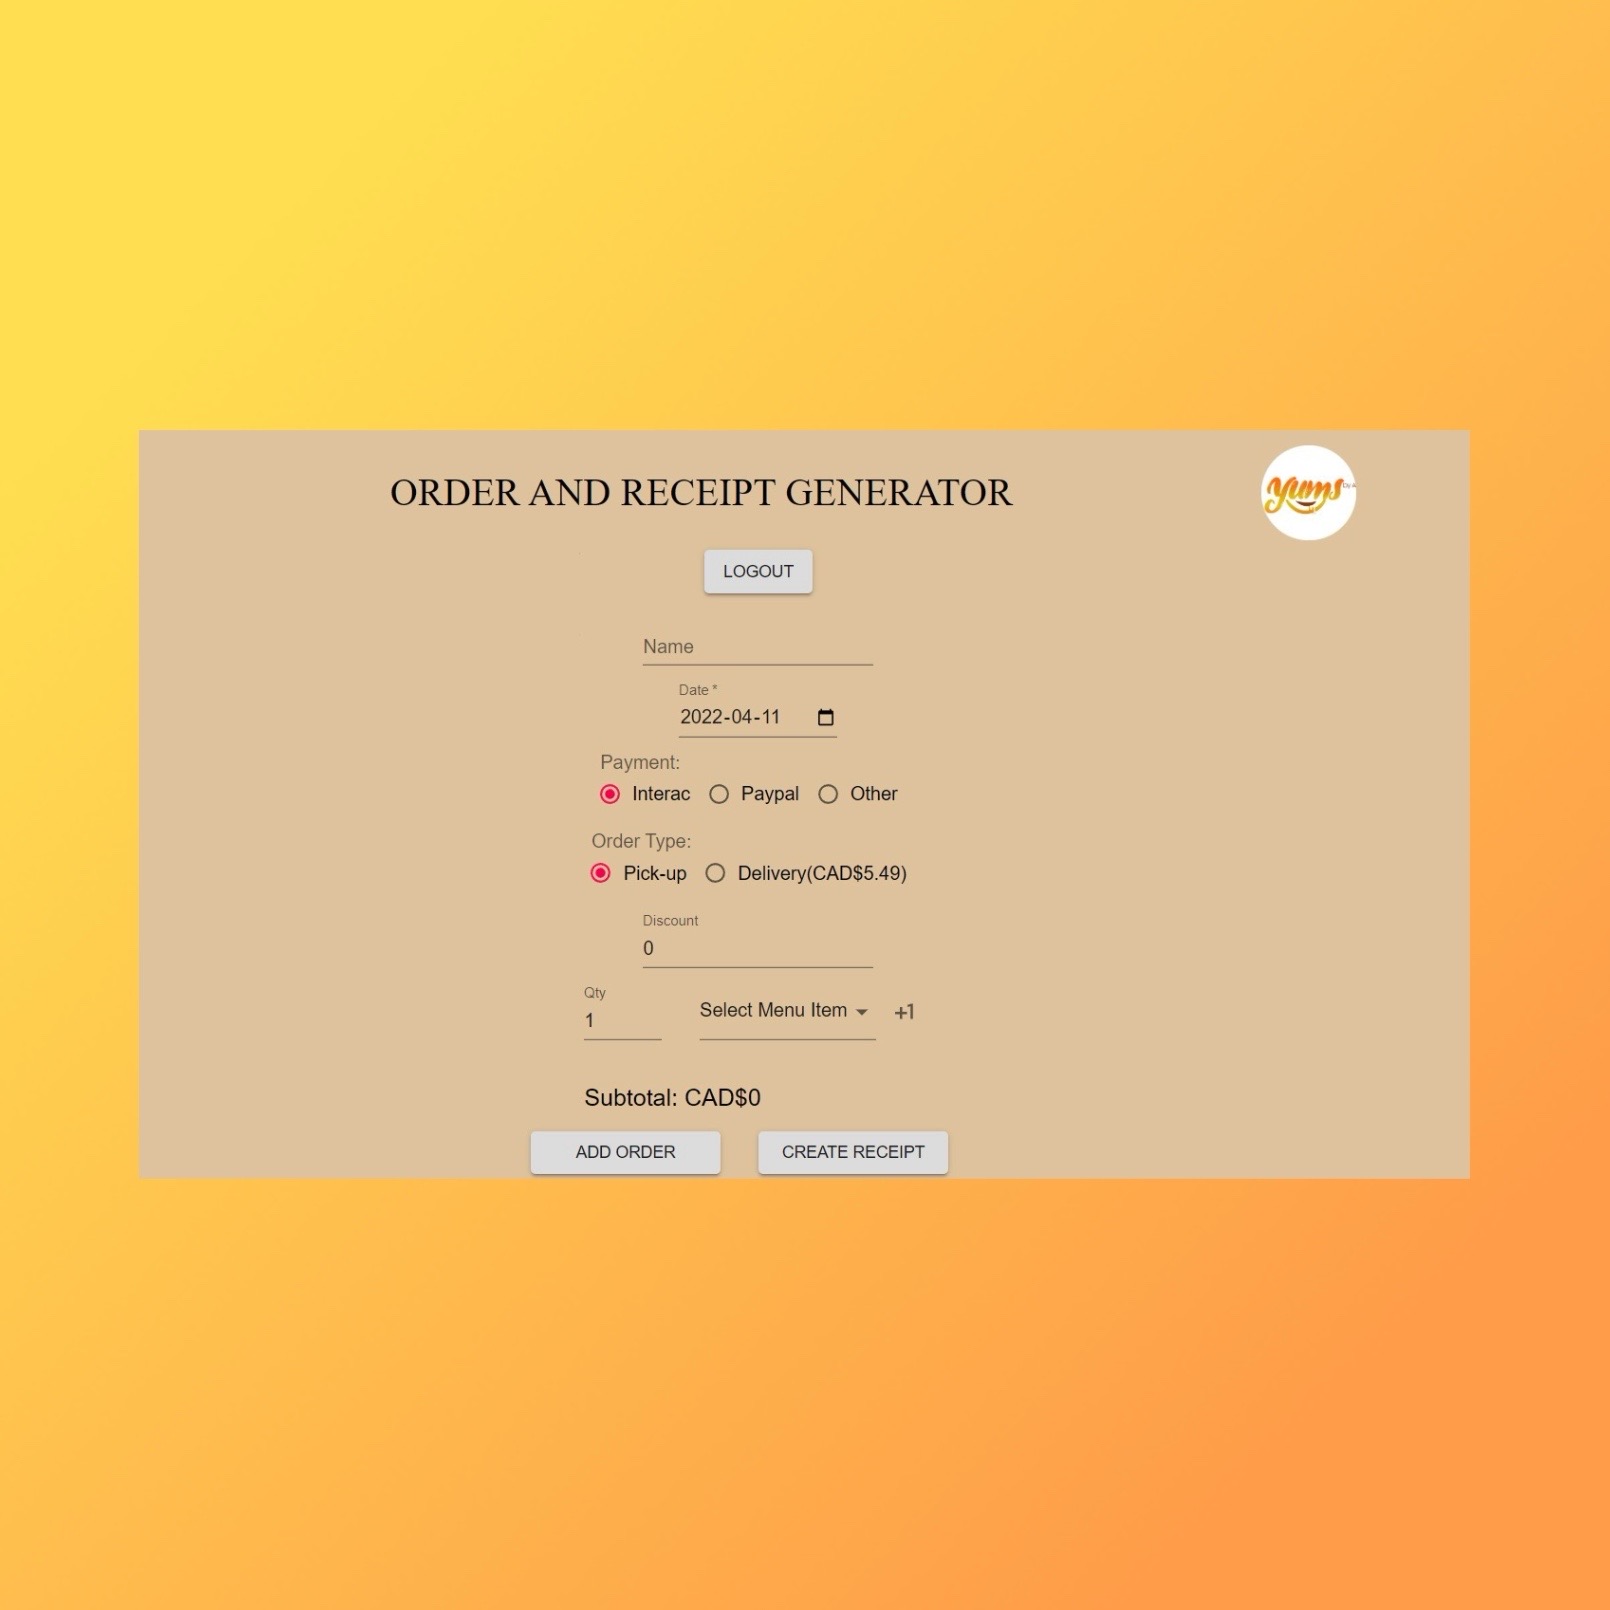 ORDER AND RECEIPT GENERATOR
yums
LOGOUT
Name
Date *
2022-04-11
Payment:
Interac Paypal Other
Order Type:
Pick-up Delivery(CAD$5.49)
Discount
0
Qty
1 Select Menu Item +1
Subtotal: CAD$0
ADD ORDER CREATE RECEIPT